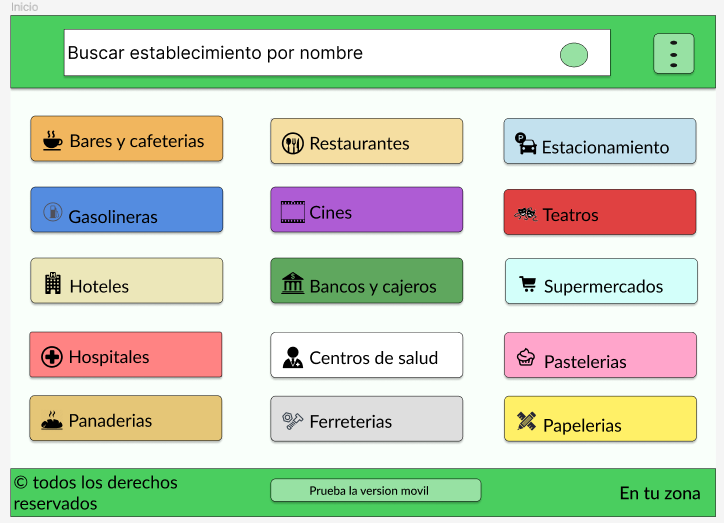 Inicio
Buscar establecimiento por nombre
Bares y cafeterias
Restaurantes
Estacionamiento
Gasolineras
Cines
Teatros
Hoteles
Bancos y cajeros
Supermercados
Hospitales
Centros de salud
Pastelerias
Panaderias
Ferreterias
Papelerias
© todos los derechos
reservados
Prueba la version movil
En tu zona